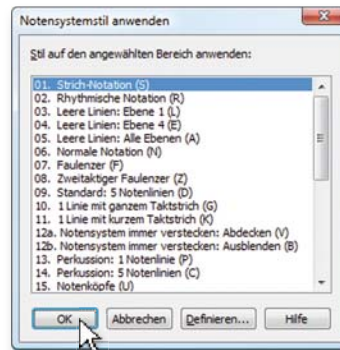 Notensystemstil anwenden
Stil auf den angewählten Bereich anwenden:
01. Strich-Notation (S)
02. Rhythmische Notation (R)
03. Leere Linien: Ebene 1 (L)
04. Leere Linien: Ebene 4 (E)
05. Leere Linien: Alle Ebenen (A)
06. Normale Notation (N)
07. Faulenzer (F)
08. Zweitaktiger Faulenzer (Z)
09. Standard: 5 Notenlinien (D)
10. 1 Linie mit ganzem Taktstrich (G)
11. 1 Linie mit kurzem Taktstrich (K)
12a. Notensystem immer verstecken: Abdecken (V)
12b. Notensystem immer verstecken: Ausblenden (B)
13. Perkussion: 1 Notenlinie (P)
14. Perkussion: 5 Notenlinien (C)
15. Notenköpfe (U)
OK Abbrechen Definieren... Hilfe